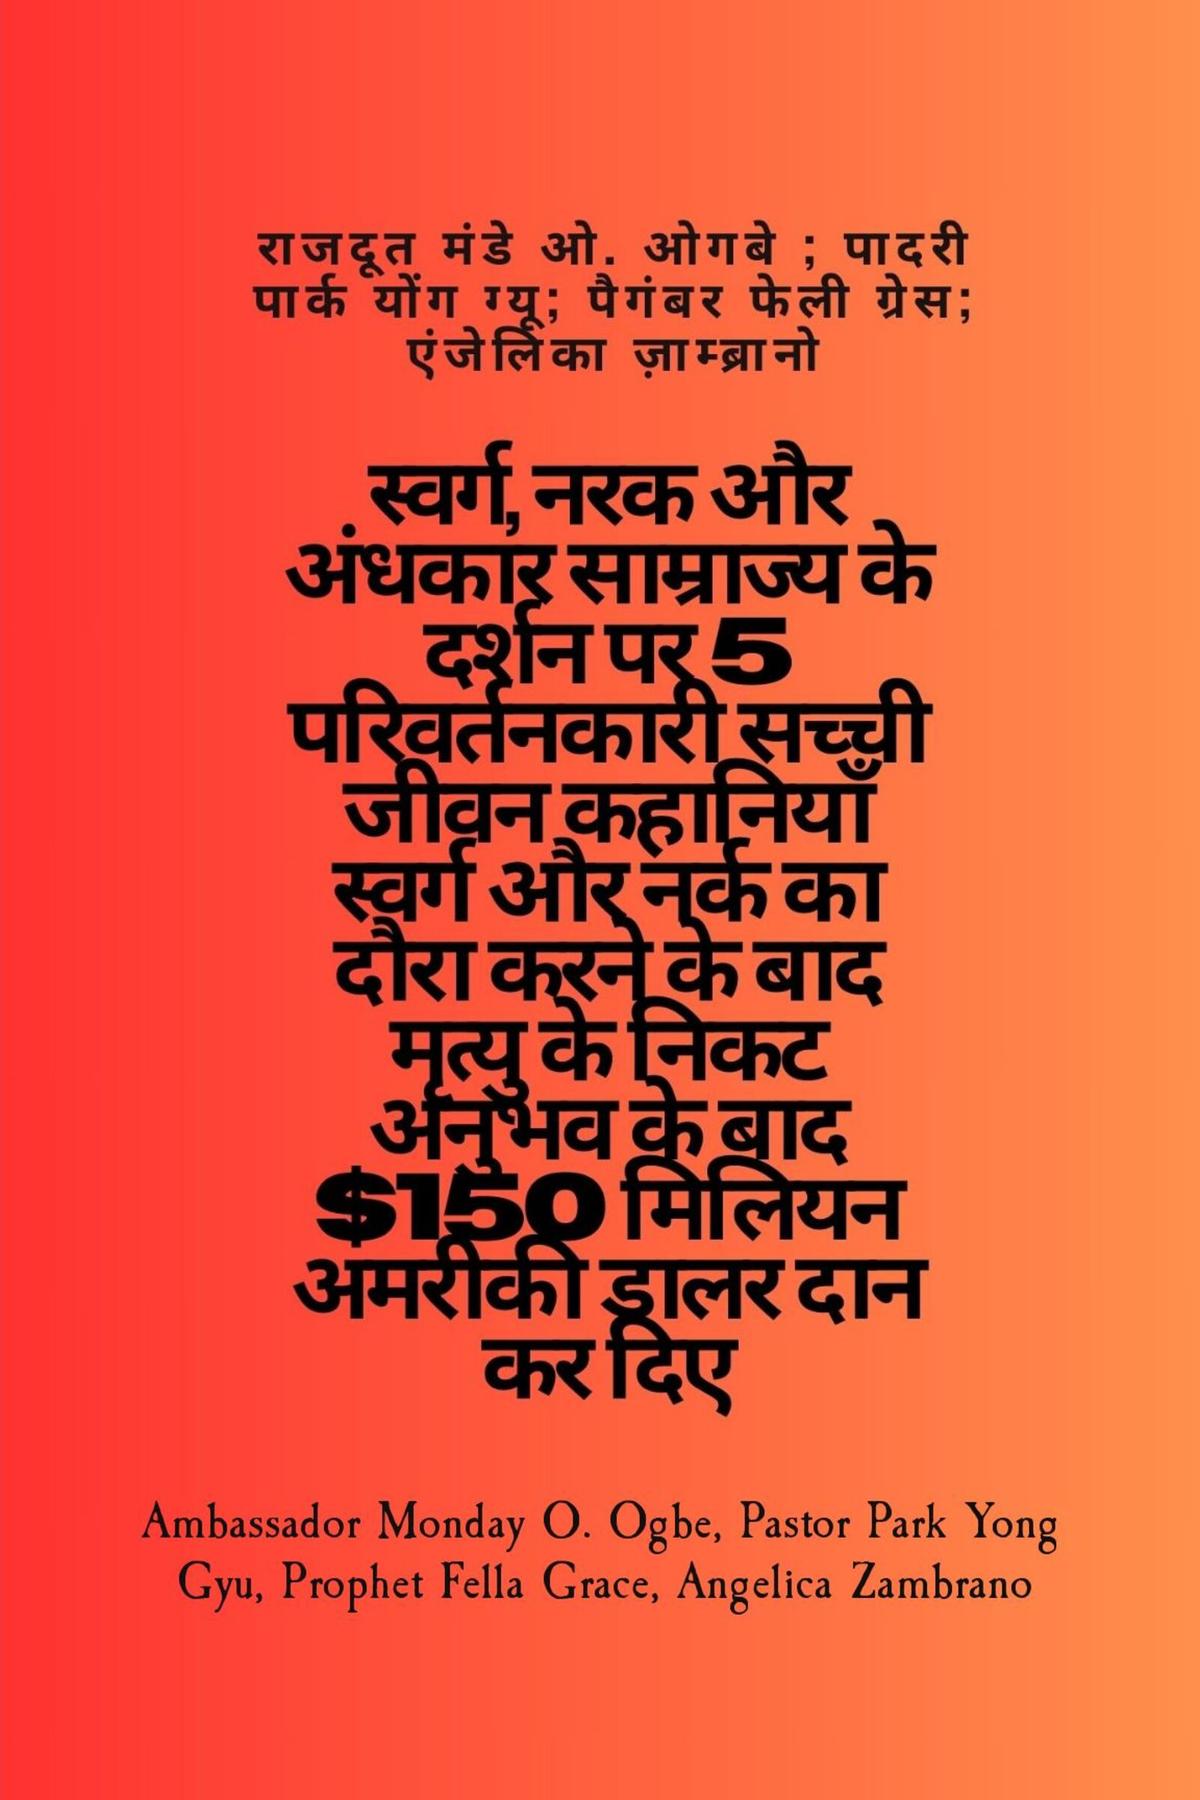 राजदूत मंडे ओ. ओगबे ; पादरी
पार्क योंग ग्यू; पैगंबर फेली ग्रेस;
एंजेलिका ज़ाम्ब्रानो
स्वर्ग, नरक और
अंधकार साम्राज्य के
दर्शन पर 5
परिवर्तनकारी सच्ची
जीवन कहानियाँ
स्वर्ग और नर्क का
दौरा करने के बाद
मृत्यु के निकट
अनुभव के बाद
$150 मिलियन
अमरीकी डालर दान
कर दिए
Ambassador Monday O. Ogbe, Pastor Park Yong
Gyu, Prophet Fella Grace, Angelica Zambrano